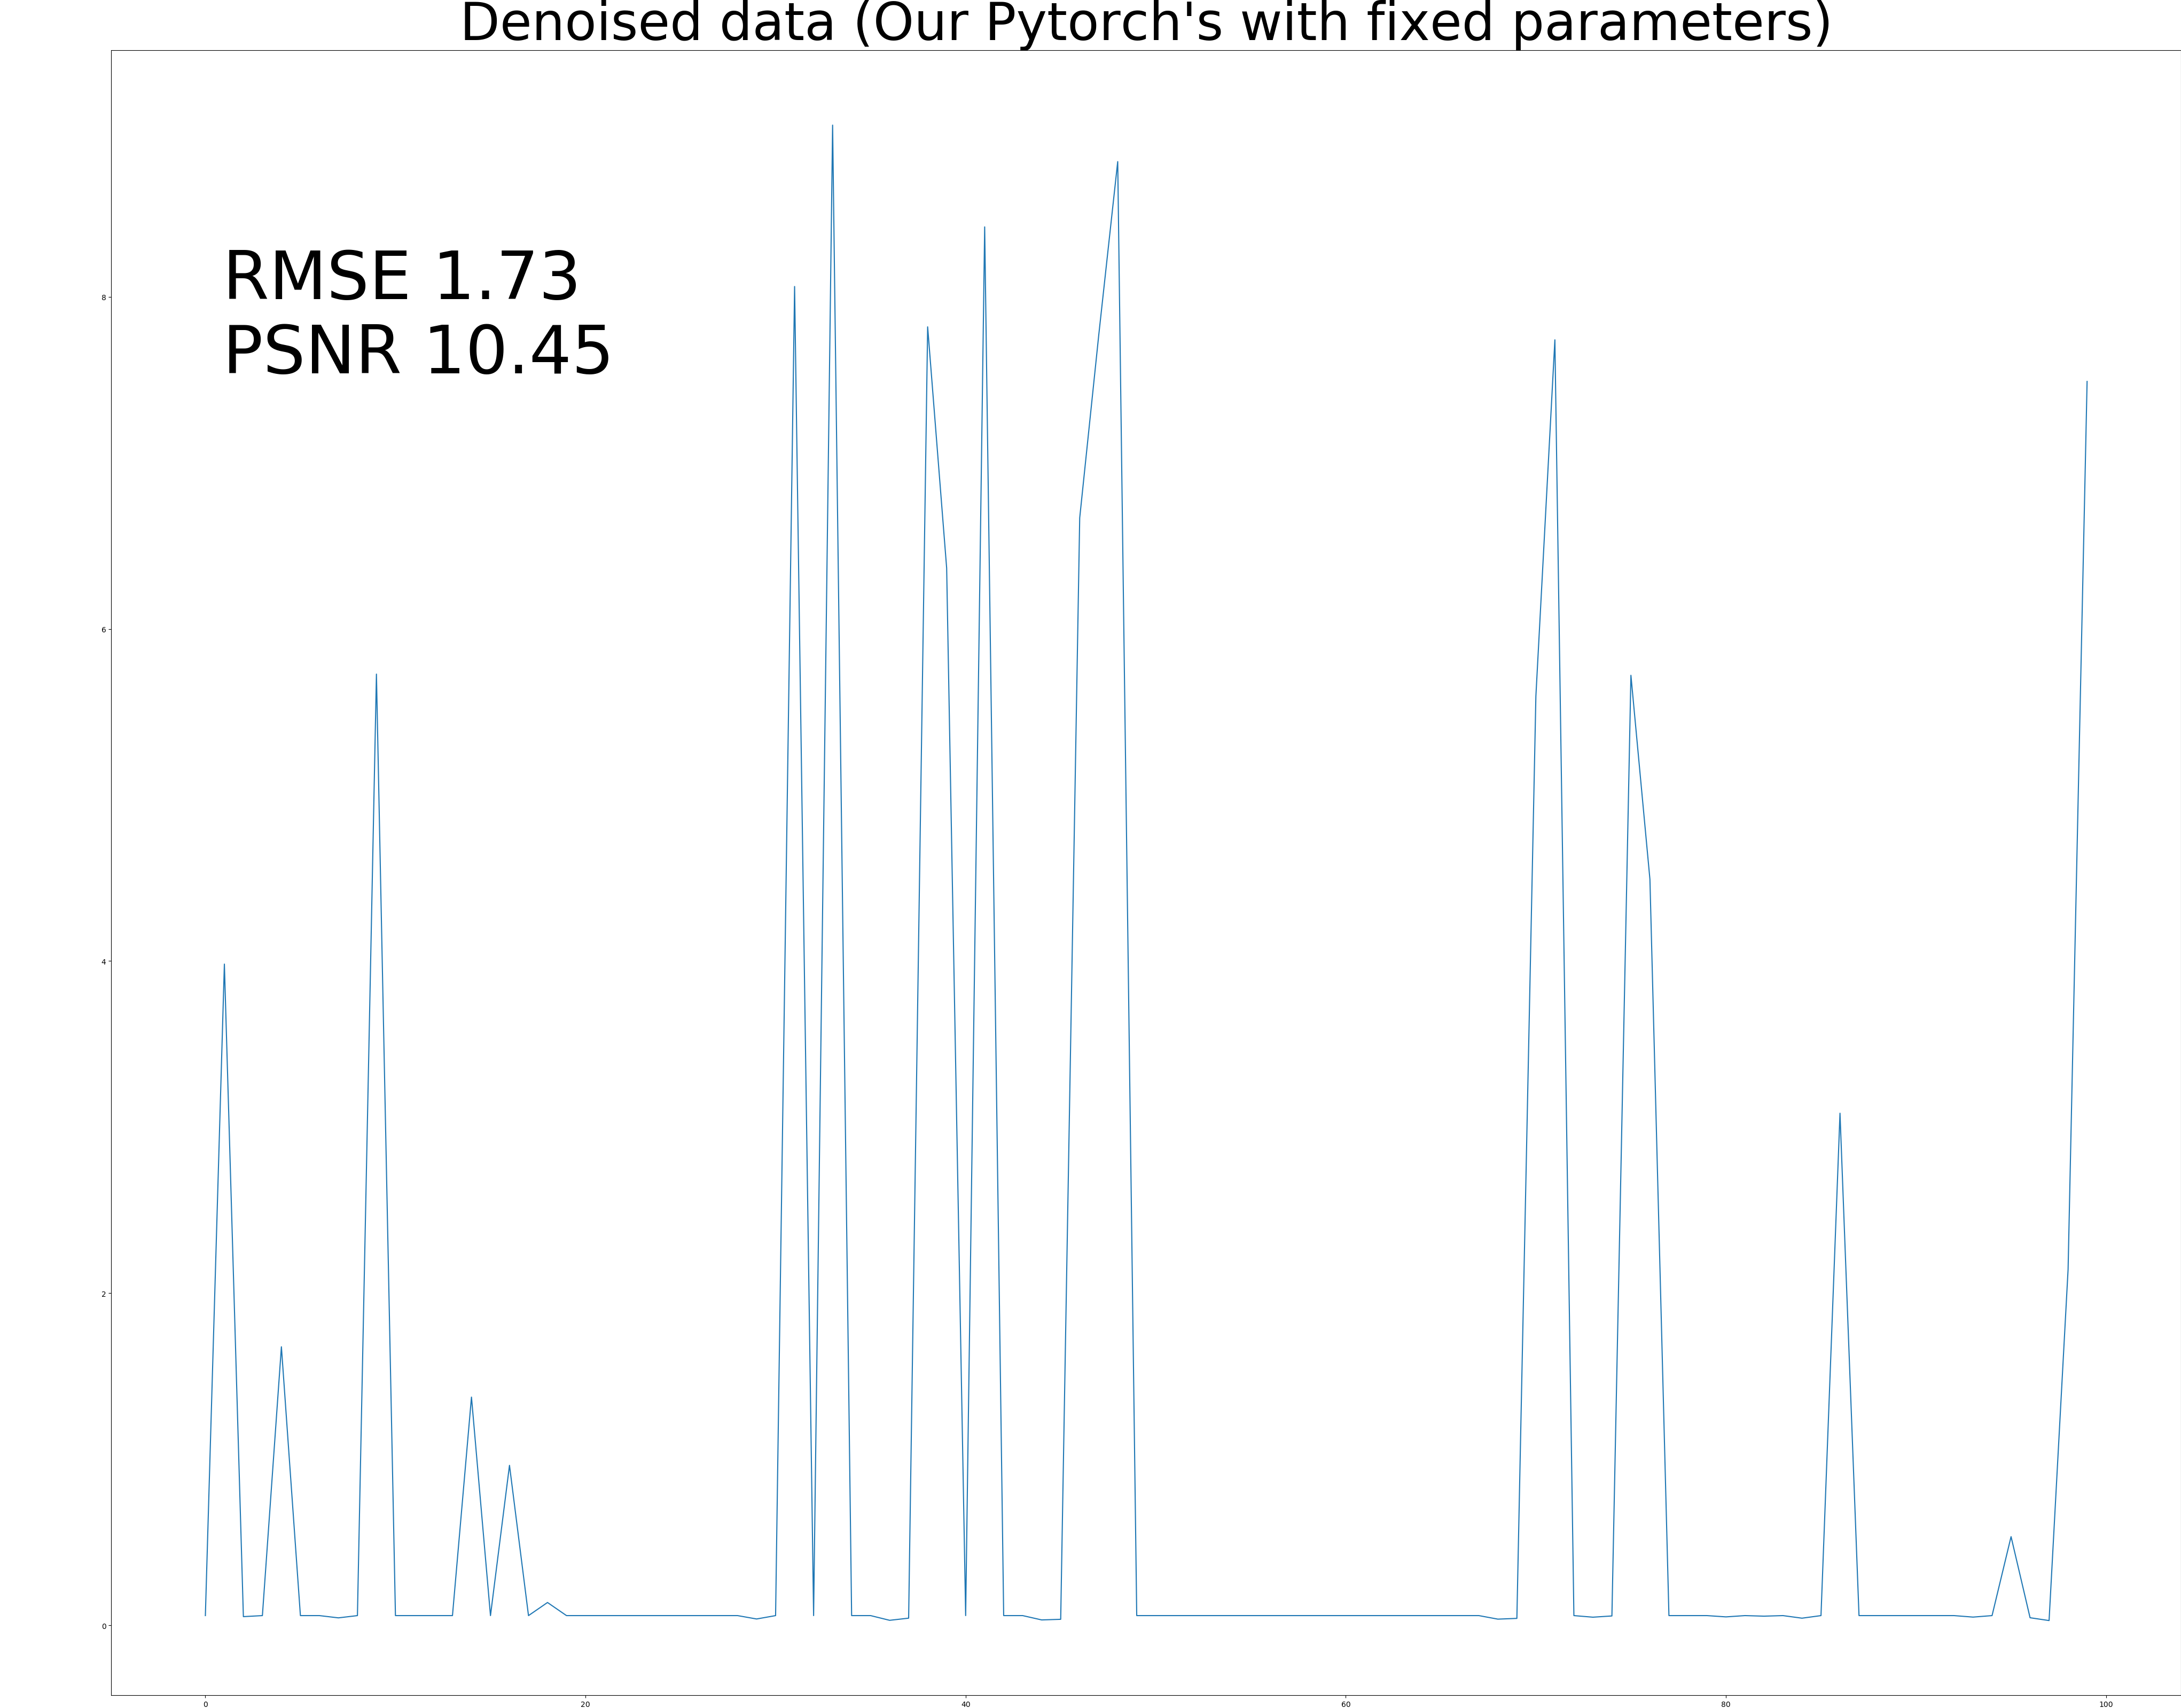 Denoised data (Our Pytorch's with fixed parameters)
RMSE 1.73
PSNR 10.45
8
6
4
2
0
0 20 40 60 80 100